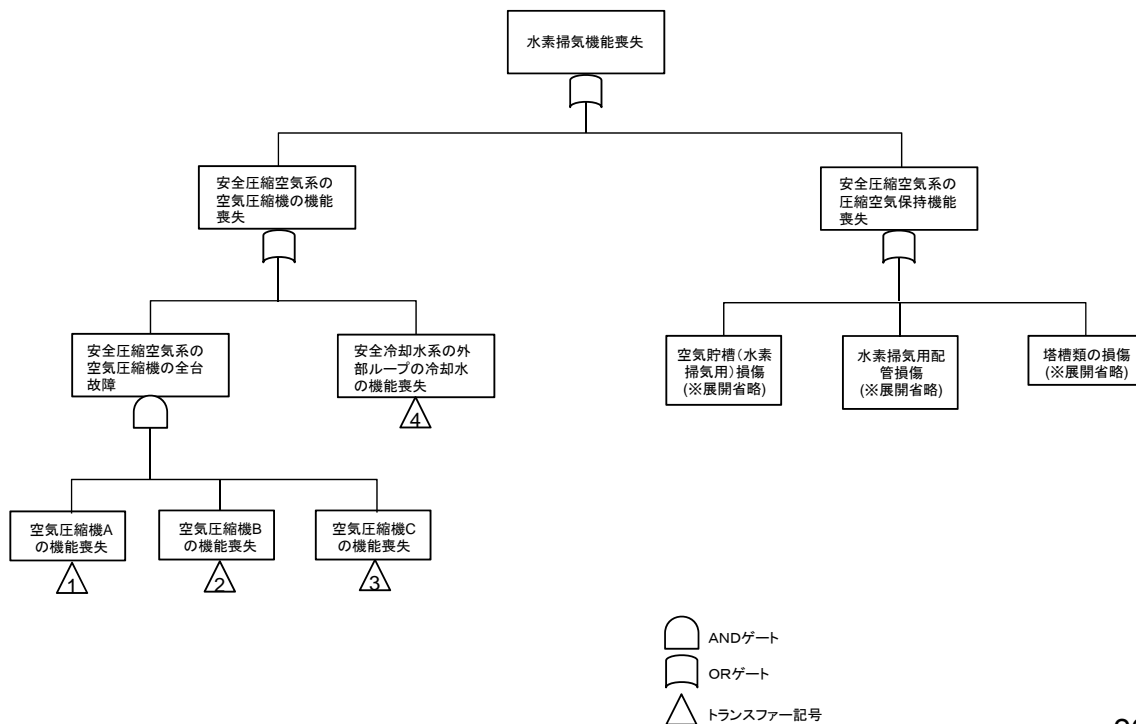 水素掃気機能喪失
安全圧縮空気系の
空気圧縮機の機能
喪失
安全圧縮空気系の
圧縮空気保持機能
喪失
安全圧縮空気系の
空気圧縮機の全台
故障
安全冷却水系の外
部ループの冷却水
の機能喪失
4
空気貯槽(水素
掃気用)損傷
(※展開省略)
水素掃気用配
管損傷
(※展開省略)
塔槽類の損傷
(※展開省略)
空気圧縮機A
の機能喪失
1
空気圧縮機B
の機能喪失
2
空気圧縮機C
の機能喪失
3
ANDゲート
ORゲート
トランスファー記号